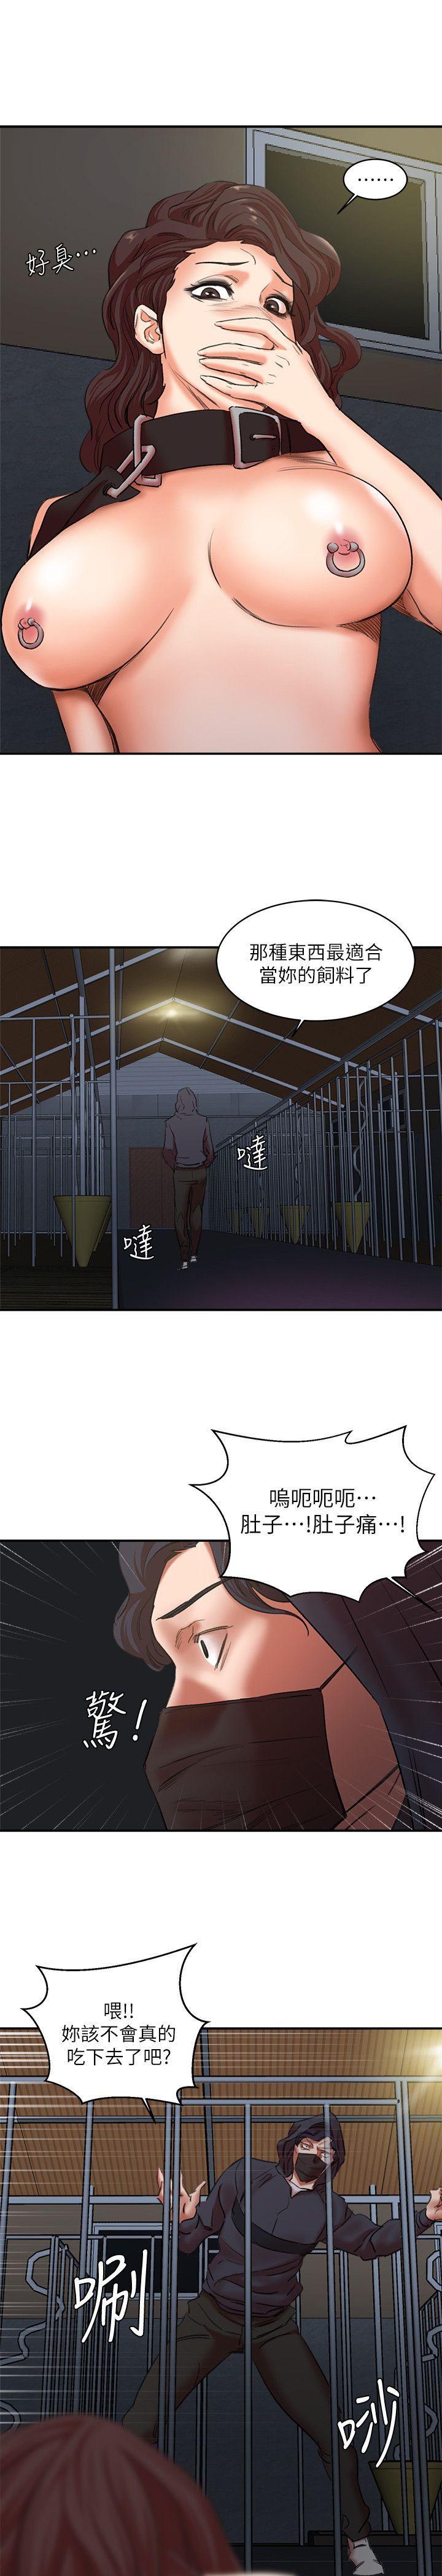 ……
好臭…
那種東西最適合
當妳的飼料了
噠
噠
嗚呃呃呃…
肚子…!肚子痛…!
驚!
喂!!
妳該不會真的
吃下去了吧?
唰
唦